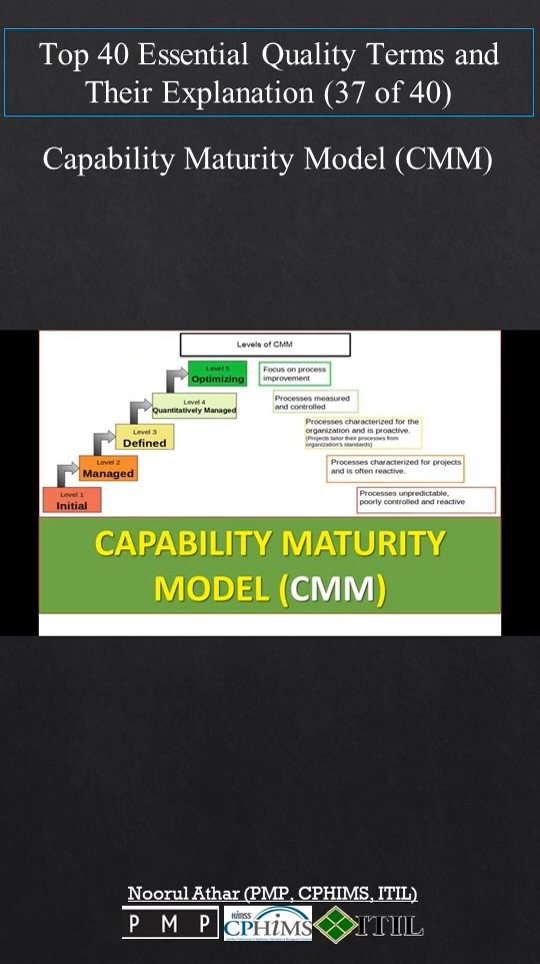 Top 40 Essential Quality Terms and
Their Explanation (37 of 40)
Capability Maturity Model (CMM)
Levels of CMM
Level 5
Optimizing
Focus on process
improvement
Level 4
Quantitatively Managed
Processes measured
and controlled
Level 3
Defined
Processes characterized for the
organization and is proactive.
(Projects tailor their processes from
organization's standards)
Level 2
Managed
Processes characterized for projects
and is often reactive.
Level 1
Initial
Processes unpredictable,
poorly controlled and reactive
CAPABILITY MATURITY
MODEL (CMM)
Noorul Athar (PMP, CPHIMS, ITIL)
PMP
HIMSS
CPHIMS
ITIL